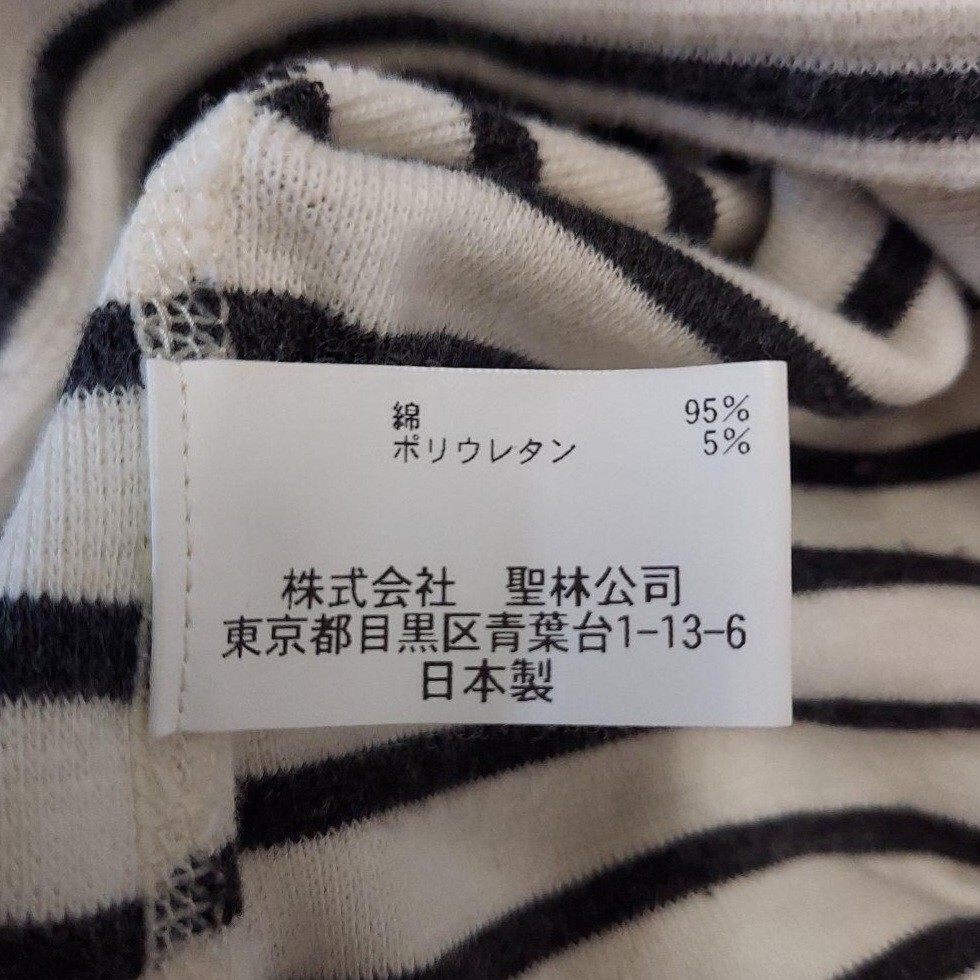 綿 95%
ポリウレタン 5%
株式会社 聖林公司
東京都目黒区青葉台1-13-6
日本製